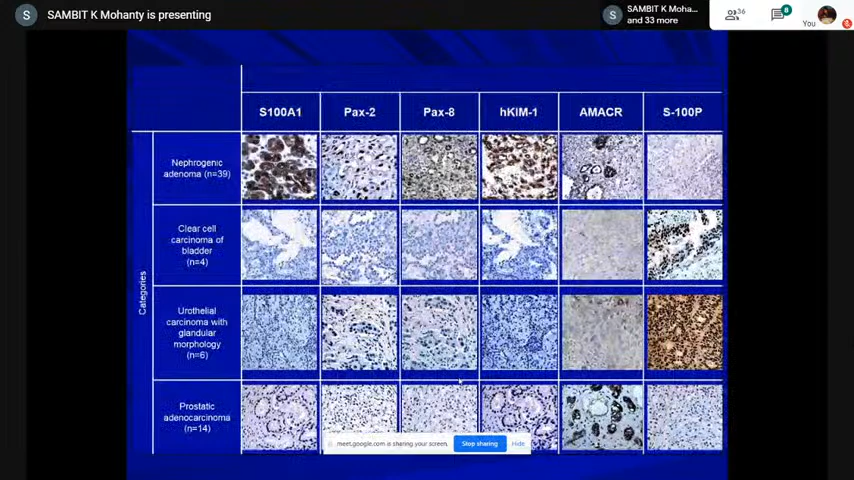 S
SAMBIT K Mohanty is presenting
S
SAMBIT K Moha...
and 33 more
36
8
You
S100A1
Pax-2
Pax-8
hKIM-1
AMACR
S-100P
Categories
Nephrogenic
adenoma (n=39)
Clear cell
carcinoma of
bladder
(n=4)
Urothelial
carcinoma with
glandular
morphology
(n=6)
Prostatic
adenocarcinoma
(n=14)
meet.google.com is sharing your screen.
Stop sharing
Hide